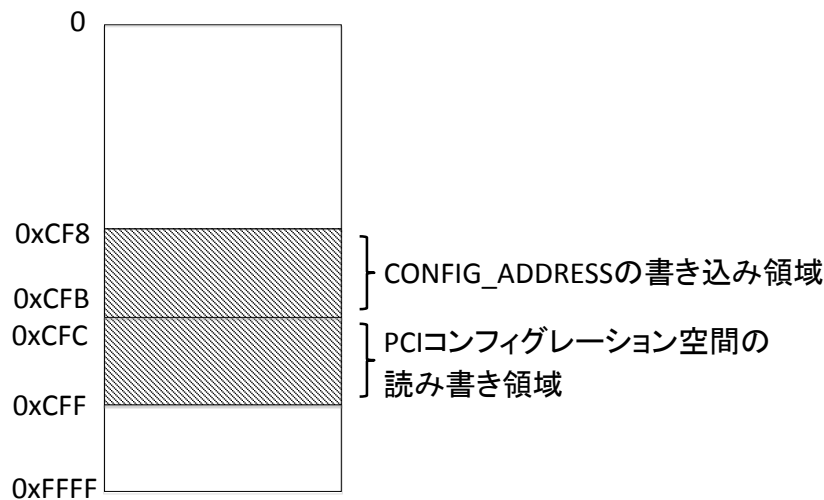 0
0xCF8
CONFIG_ADDRESSの書き込み領域
0xCFB
0xCFC
PCIコンフィグレーション空間の
読み書き領域
0xCFF
0xFFFF